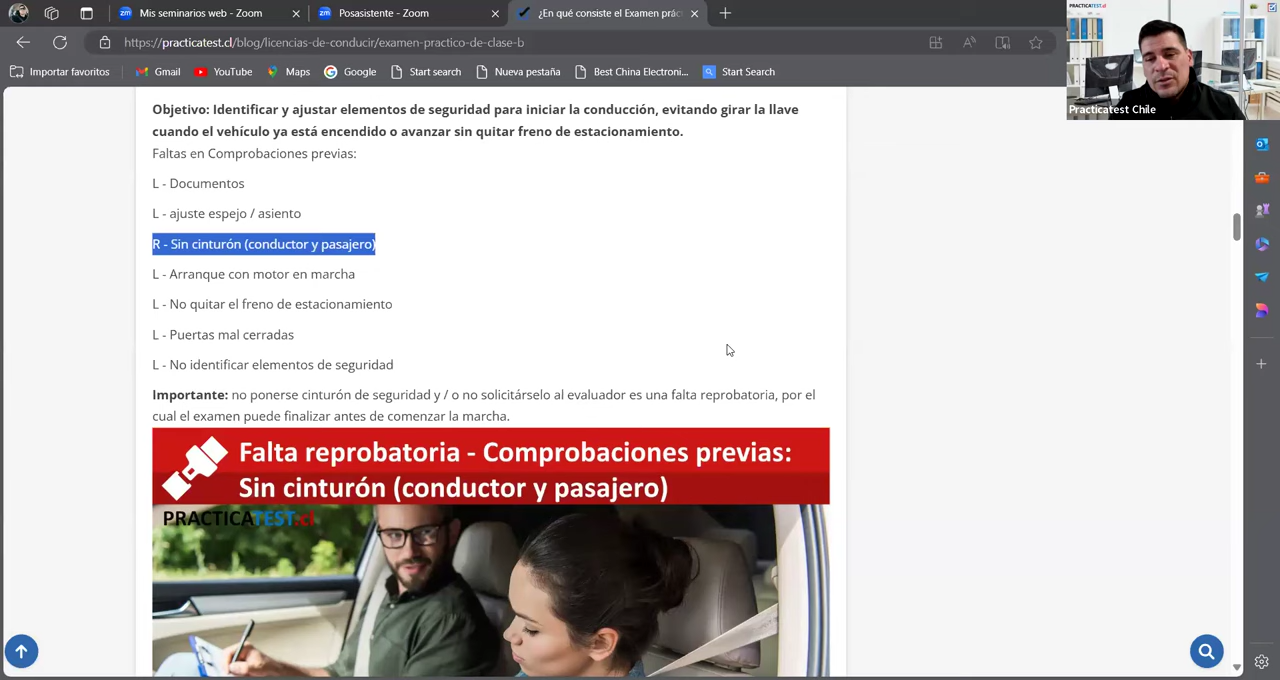 Mis seminarios web - Zoom
Posasistente - Zoom
¿En qué consiste el Examen prác
https://practicatest.cl/blog/licencias-de-conducir/examen-practico-de-clase-b
Importar favoritos
Gmail
YouTube
Maps
Google
Start search
Nueva pestaña
Best China Electroni...
Start Search
PRACTICATEST.cl
Practicatest Chile
Objetivo: Identificar y ajustar elementos de seguridad para iniciar la conducción, evitando girar la llave
cuando el vehículo ya está encendido o avanzar sin quitar freno de estacionamiento.
Faltas en Comprobaciones previas:
L - Documentos
L - ajuste espejo / asiento
R - Sin cinturón (conductor y pasajero)
L - Arranque con motor en marcha
L - No quitar el freno de estacionamiento
L - Puertas mal cerradas
L - No identificar elementos de seguridad
Importante: no ponerse cinturón de seguridad y / o no solicitárselo al evaluador es una falta reprobatoria, por el
cual el examen puede finalizar antes de comenzar la marcha.
Falta reprobatoria - Comprobaciones previas:
Sin cinturón (conductor y pasajero)
PRACTICATEST.cl